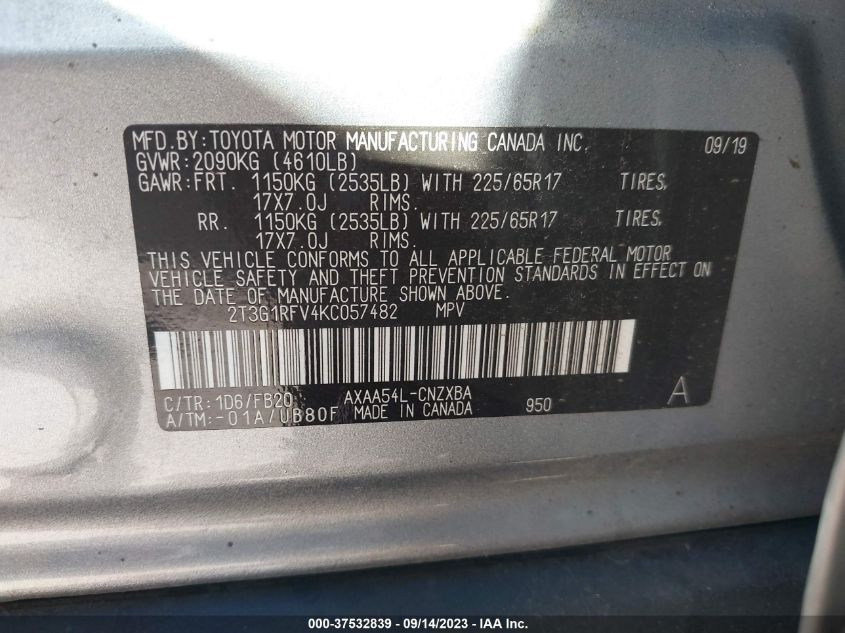 MFD.BY:TOYOTA MOTOR MANUFACTURING CANADA INC. 09/19
GVWR:2090KG (4610LB)
GAWR:FRT. 1150KG (2535LB) WITH 225/65R17 TIRES,
17X7.0J RIMS.
RR. 1150KG (2535LB) WITH 225/65R17 TIRES,
17X7.0J RIMS.
THIS VEHICLE CONFORMS TO ALL APPLICABLE FEDERAL MOTOR
VEHICLE SAFETY AND THEFT PREVENTION STANDARDS IN EFFECT ON
THE DATE OF MANUFACTURE SHOWN ABOVE.
2T3G1RFV4KC057482 MPV
C/TR:1D6/FB20 AXAA54L-CNZXBA
A/TM:-01A/UB80F MADE IN CANADA 950 A
000-37532839 - 09/14/2023 - IAA Inc.